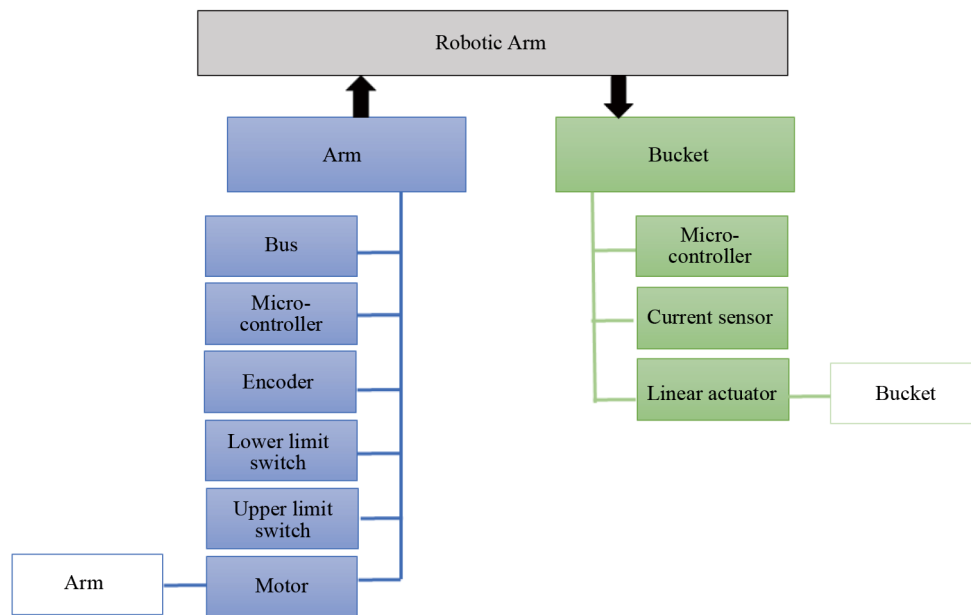 Robotic Arm
Arm
Bus
Micro-
controller
Encoder
Lower limit
switch
Upper limit
switch
Motor
Arm
Bucket
Micro-
controller
Current sensor
Linear actuator
Bucket